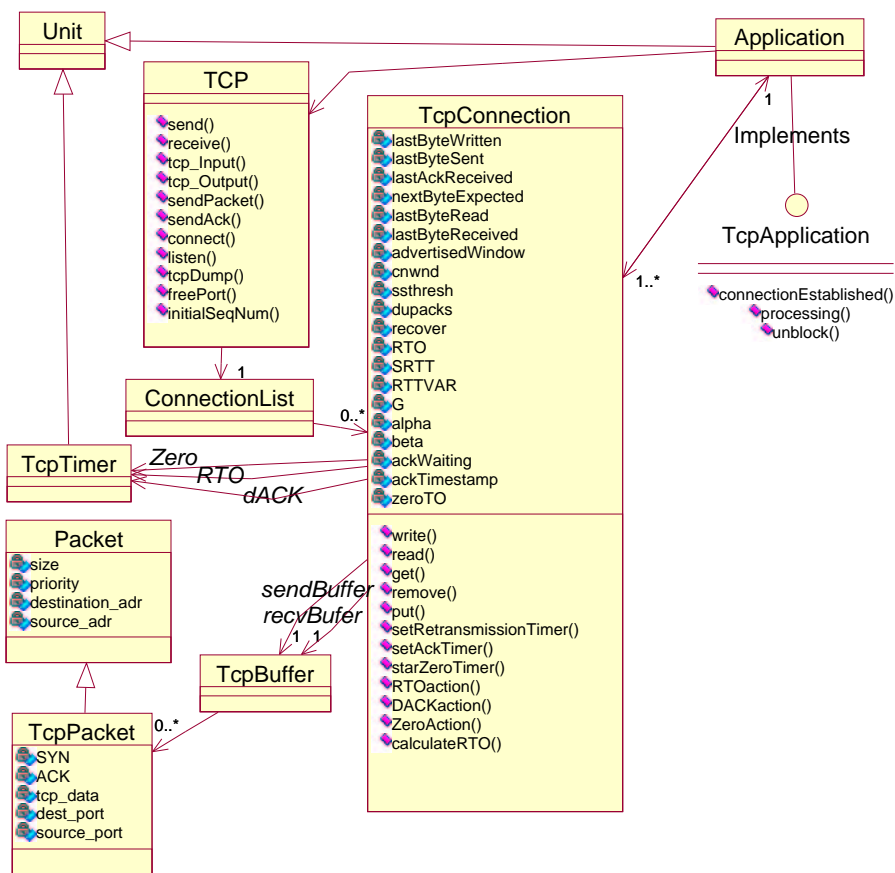 Unit
Application
TCP
send()
receive()
tcp_Input()
tcp_Output()
sendPacket()
sendAck()
connect()
listen()
tcpDump()
freePort()
initialSeqNum()
TcpConnection
lastByteWritten
lastByteSent
lastAckReceived
nextByteExpected
lastByteRead
lastByteReceived
advertisedWindow
cnwnd
ssthresh
dupacks
recover
RTO
SRTT
RTTVAR
G
alpha
beta
ackWaiting
ackTimestamp
zeroTO
write()
read()
get()
remove()
put()
setRetransmissionTimer()
setAckTimer()
starZeroTimer()
RTOaction()
DACKaction()
ZeroAction()
calculateRTO()
1
Implements
1..*
TcpApplication
connectionEstablished()
processing()
unblock()
1
ConnectionList
0..*
TcpTimer
Zero
RTO
dACK
Packet
size
priority
destination_adr
source_adr
sendBuffer
recvBufer
1
1
TcpBuffer
0..*
TcpPacket
SYN
ACK
tcp_data
dest_port
source_port